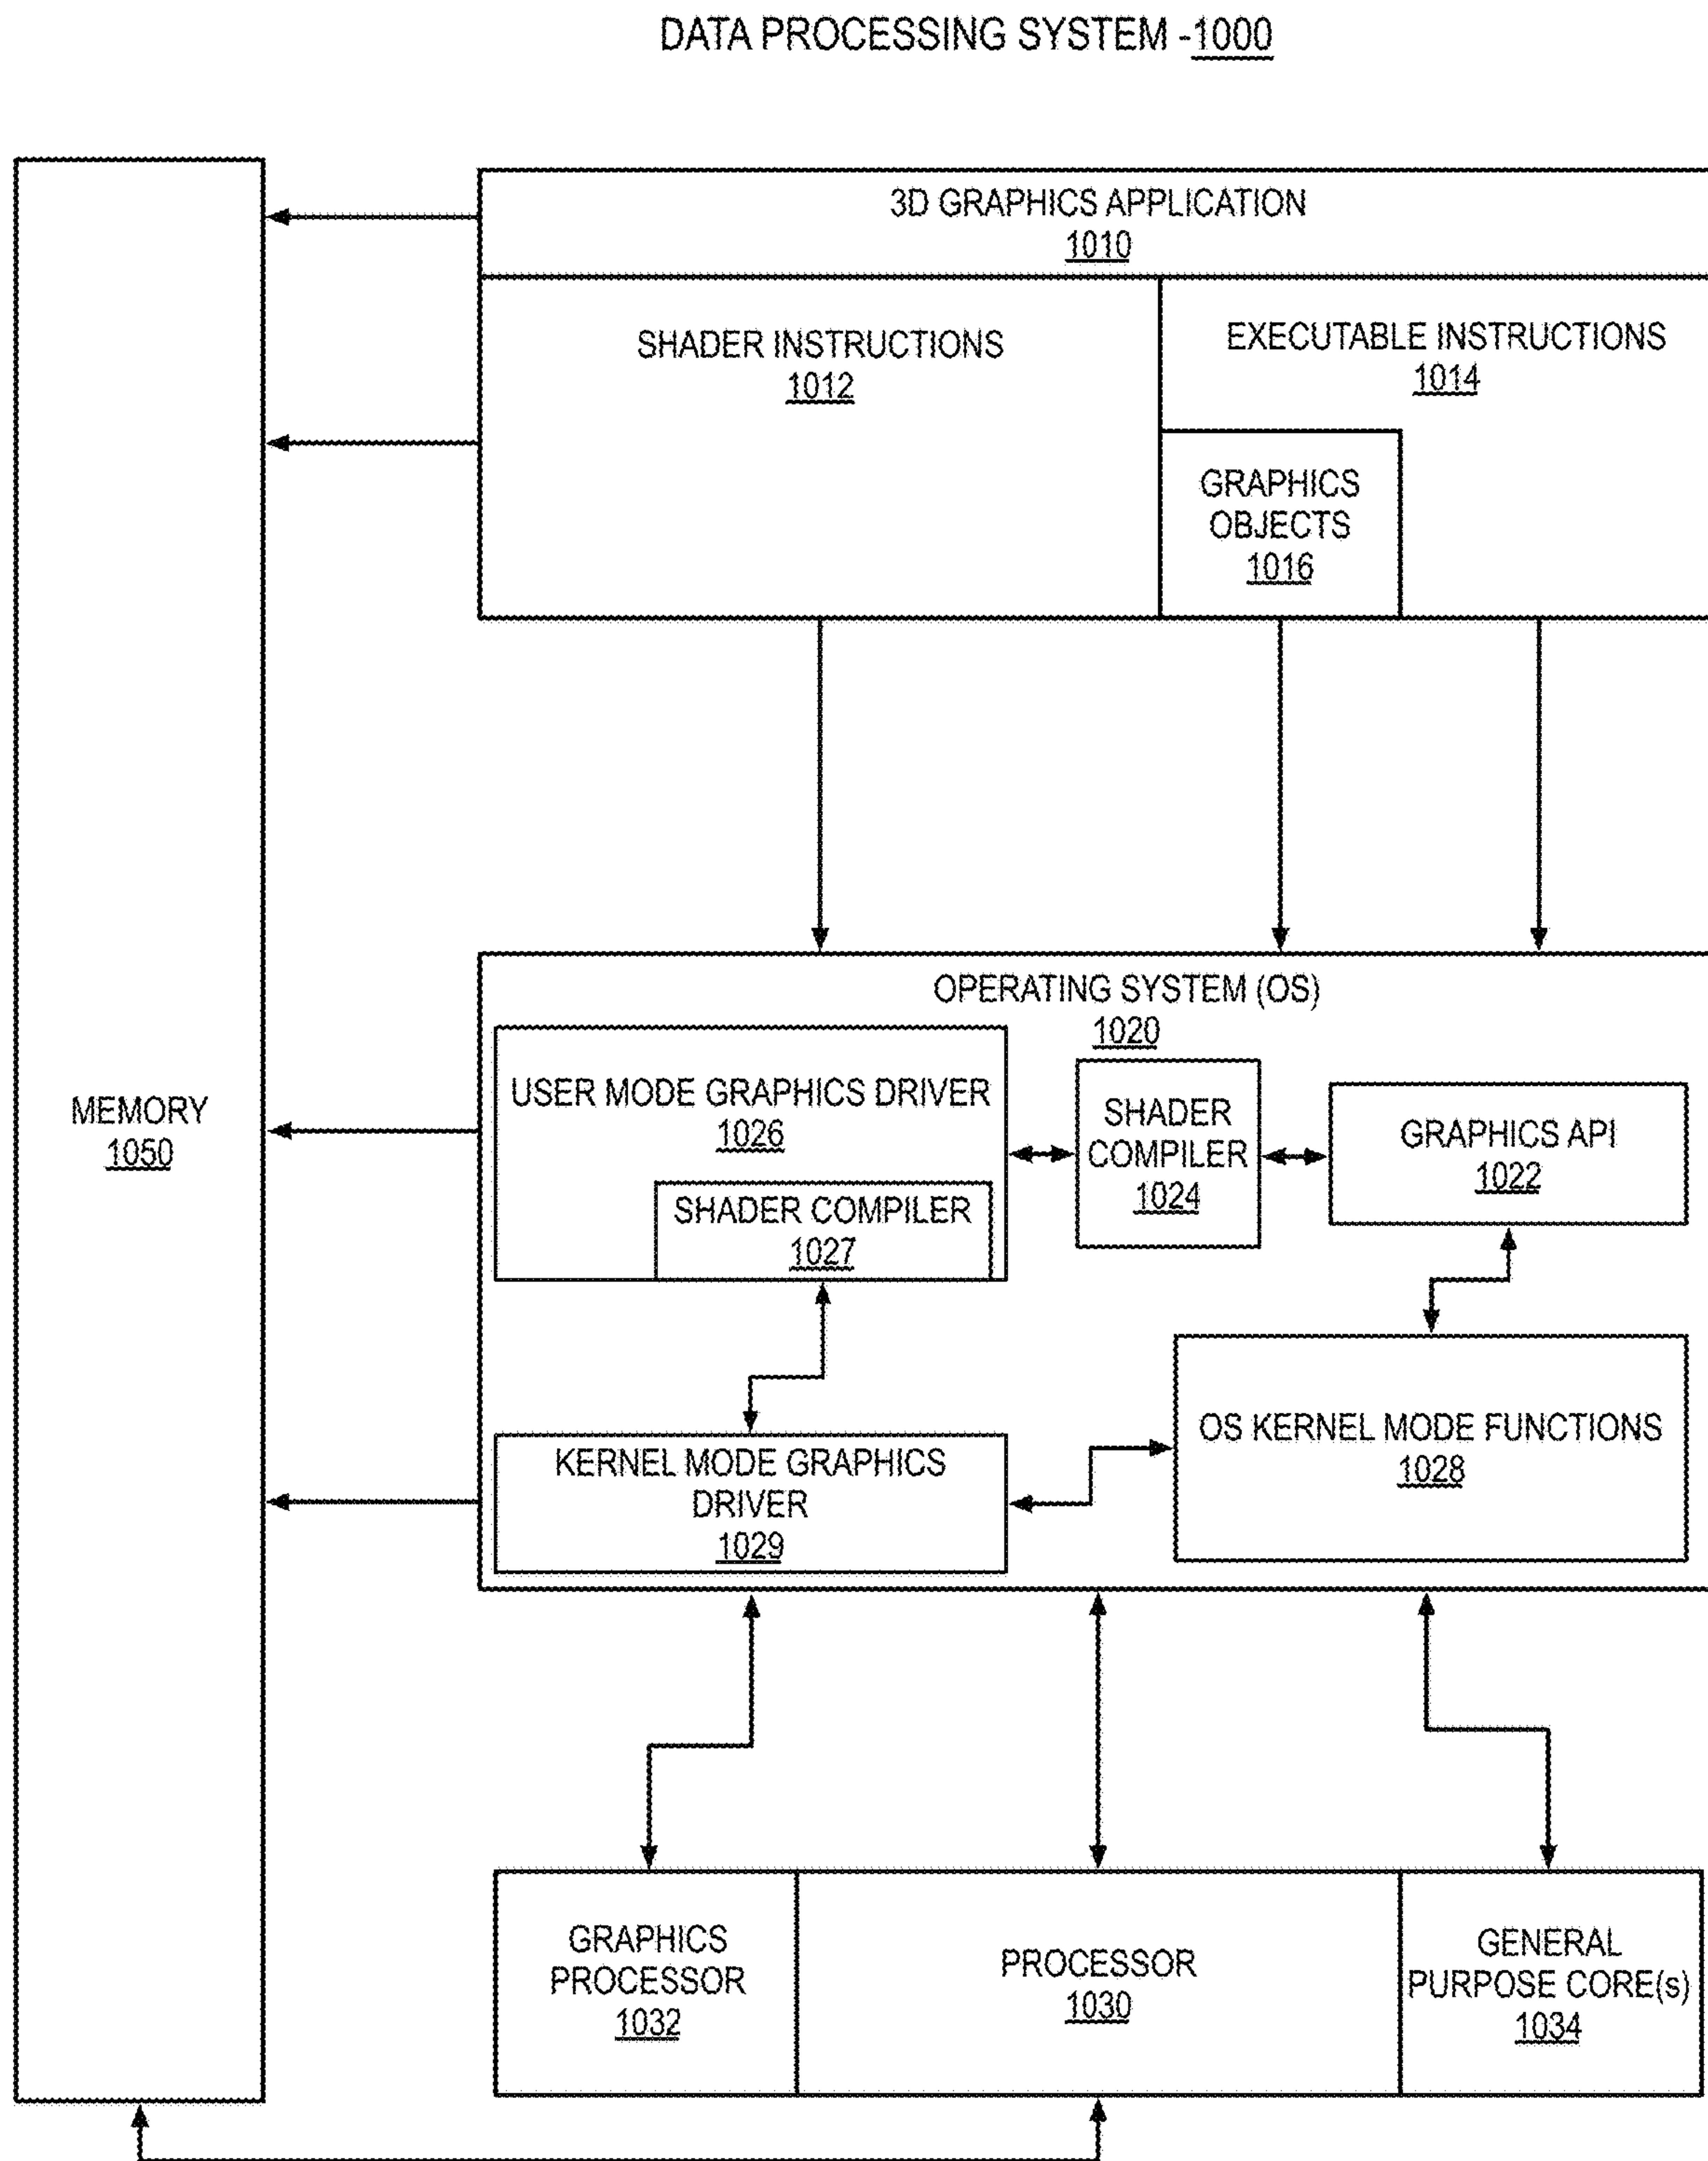 DATA PROCESSING SYSTEM -1000
3D GRAPHICS APPLICATION
1010
SHADER INSTRUCTIONS
1012
EXECUTABLE INSTRUCTIONS
1014
GRAPHICS
OBJECTS
1016
MEMORY
1050
OPERATING SYSTEM (OS)
1020
USER MODE GRAPHICS DRIVER
1026
SHADER COMPILER
1027
SHADER
COMPILER
1024
GRAPHICS API
1022
KERNEL MODE GRAPHICS
DRIVER
1029
OS KERNEL MODE FUNCTIONS
1028
GRAPHICS
PROCESSOR
1032
PROCESSOR
1030
GENERAL
PURPOSE CORE(s)
1034